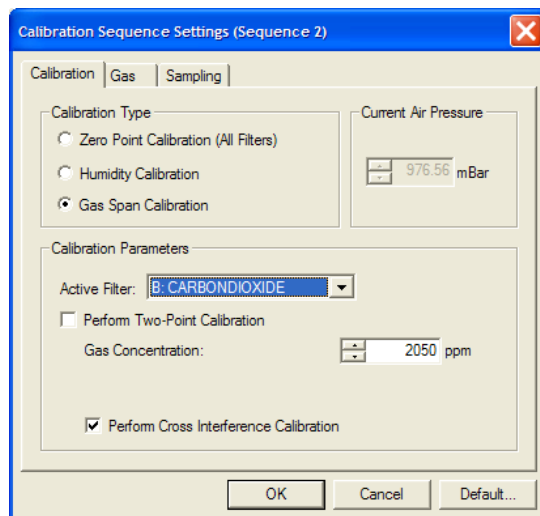 Calibration Sequence Settings (Sequence 2)
Calibration Gas Sampling
Calibration Type
Zero Point Calibration (All Filters)
Humidity Calibration
Gas Span Calibration
Current Air Pressure
976.56 mBar
Calibration Parameters
Active Filter: B: CARBONDIOXIDE
Perform Two-Point Calibration
Gas Concentration: 2050 ppm
Perform Cross Interference Calibration
OK Cancel Default...